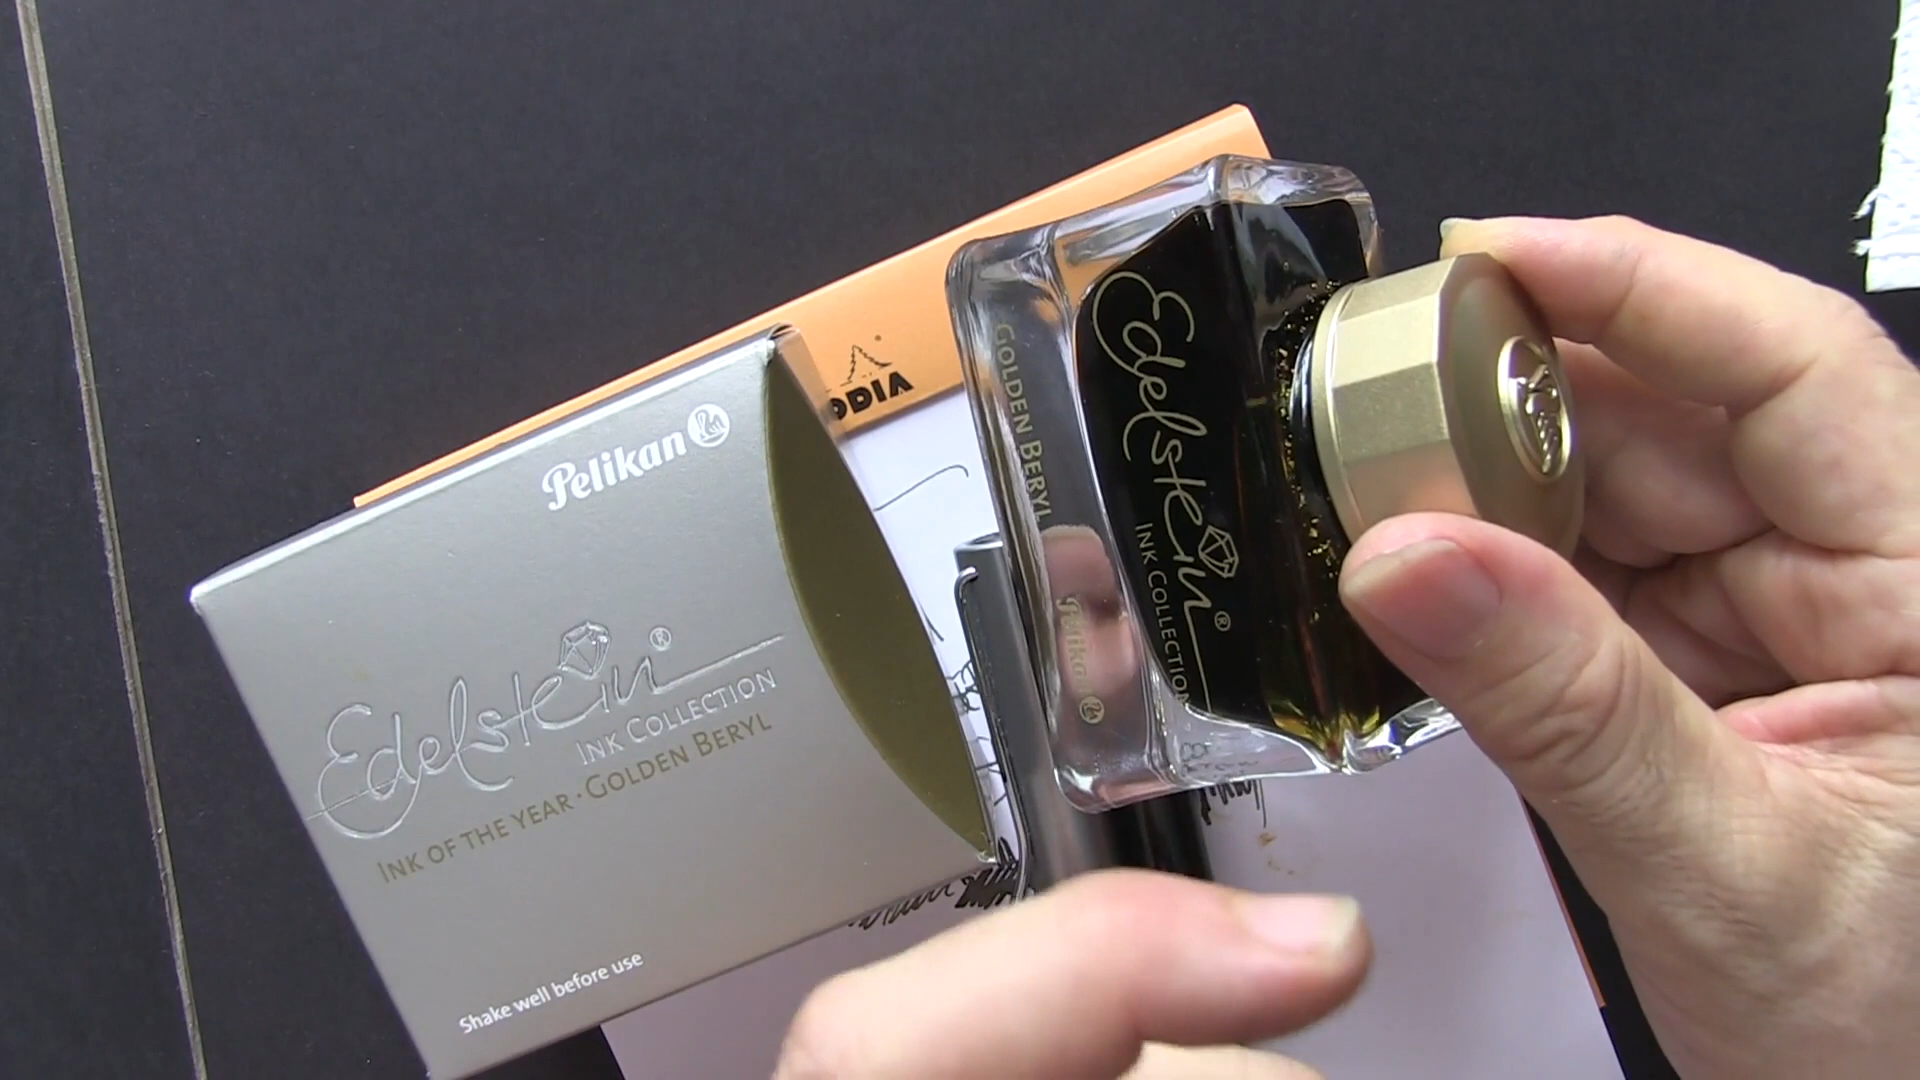 Pelikan
Edelstein®
INK COLLECTION
INK OF THE YEAR · GOLDEN BERYL
Shake well before use
ODIA
GOLDEN BERYL
Pelikan
Edelstein®
INK COLLECTION